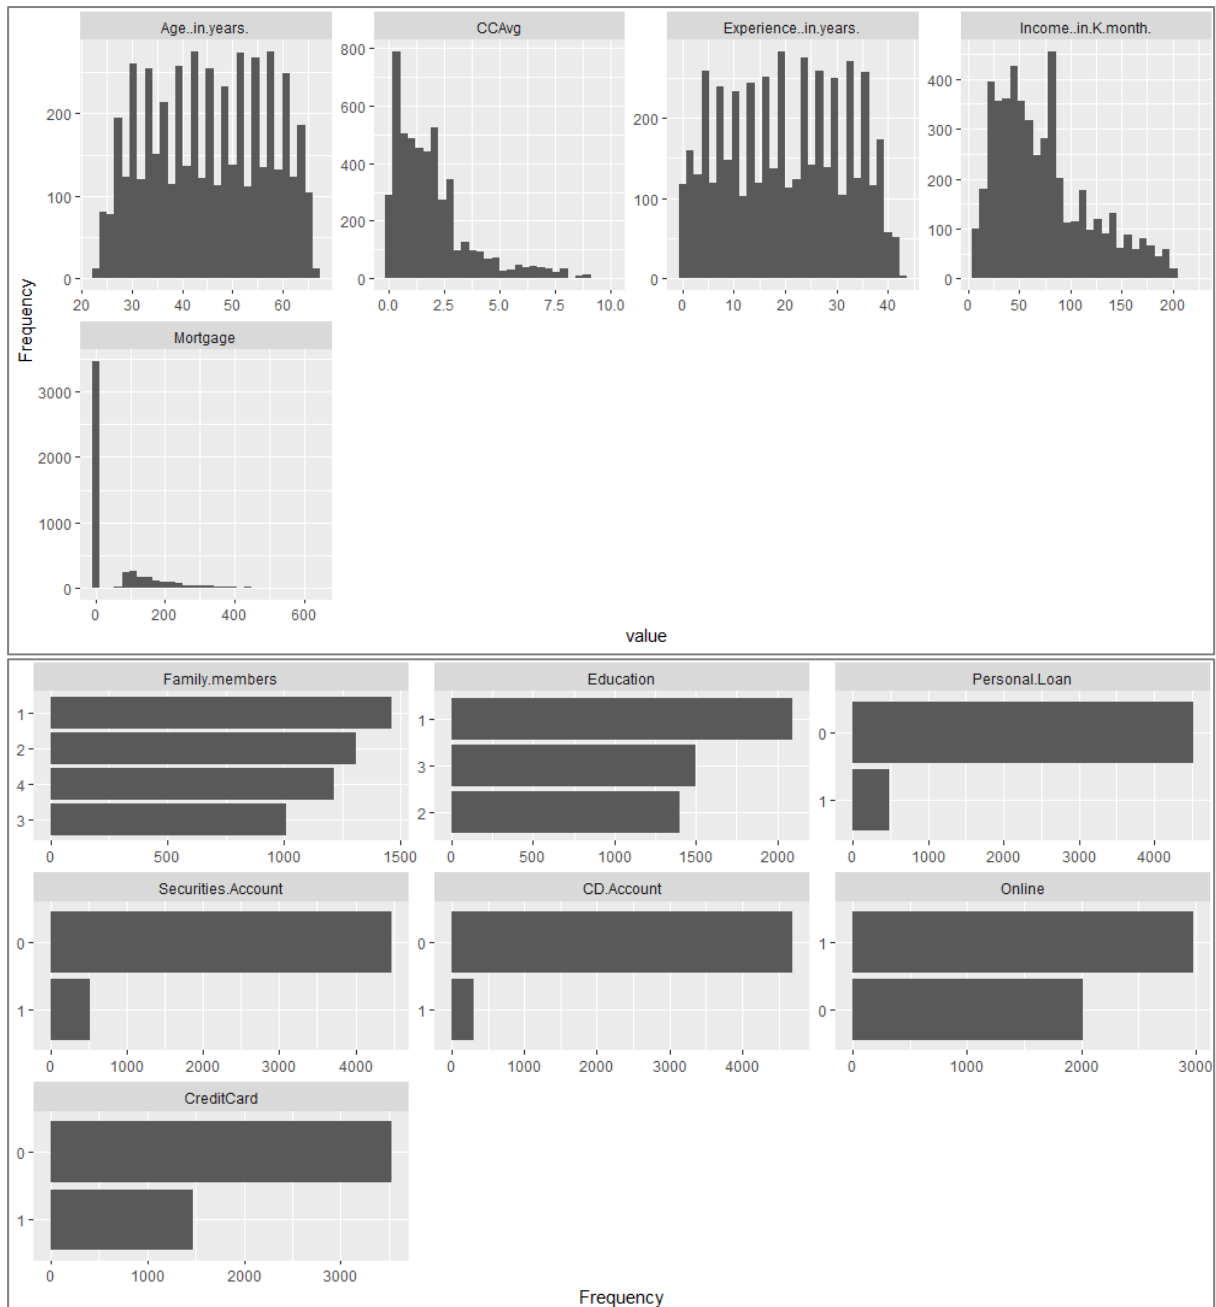 Age..in.years.
CCAvg
Experience..in.years.
Income..in.K.month.
200
100
0
20 30 40 50 60
800
600
400
200
0
0.0 2.5 5.0 7.5 10.0
200
100
0
0 10 20 30 40
400
300
200
100
0
0 50 100 150 200
Frequency
Mortgage
3000
2000
1000
0
0 200 400 600
value
Family.members
1
2
4
3
0 500 1000 1500
Education
1
3
2
0 500 1000 1500 2000
Personal.Loan
0
1
0 1000 2000 3000 4000
Securities.Account
0
1
0 1000 2000 3000 4000
CD.Account
0
1
0 1000 2000 3000 4000
Online
1
0
0 1000 2000 3000
CreditCard
0
1
0 1000 2000 3000
Frequency